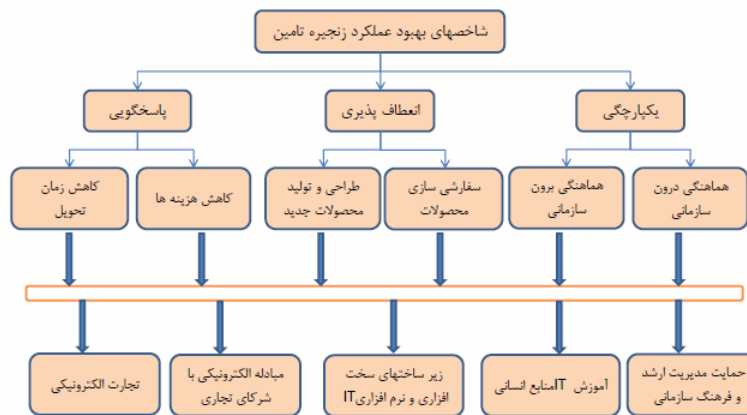 شاخصهای بهبود عملکرد زنجیره تامین
یکپارچگی
انعطاف پذیری
پاسخگویی
هماهنگی درون
سازمانی
هماهنگی برون
سازمانی
سفارشی سازی
محصولات
طراحی و تولید
محصولات جدید
کاهش هزینه ها
کاهش زمان
تحویل
حمایت مدیریت ارشد
و فرهنگ سازمانی
آموزش ITمنابع انسانی
زیر ساختهای سخت
افزاری و نرم افزاریIT
مبادله الکترونیکی با
شرکای تجاری
تجارت الکترونیکی